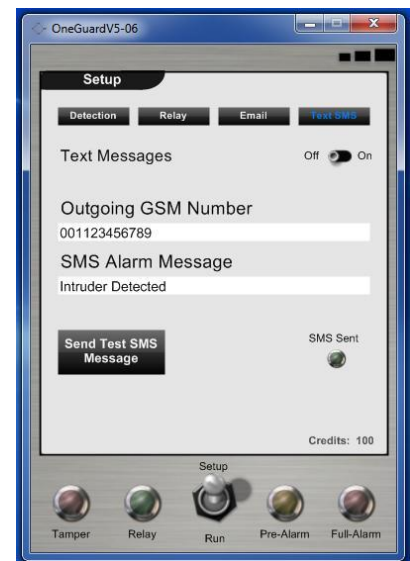 OneGuardV5-06
Setup
Detection Relay Email Text SMS
Text Messages Off On
Outgoing GSM Number
001123456789
SMS Alarm Message
Intruder Detected
Send Test SMS SMS Sent
Message
Credits: 100
Setup
Tamper Relay Run Pre-Alarm Full-Alarm